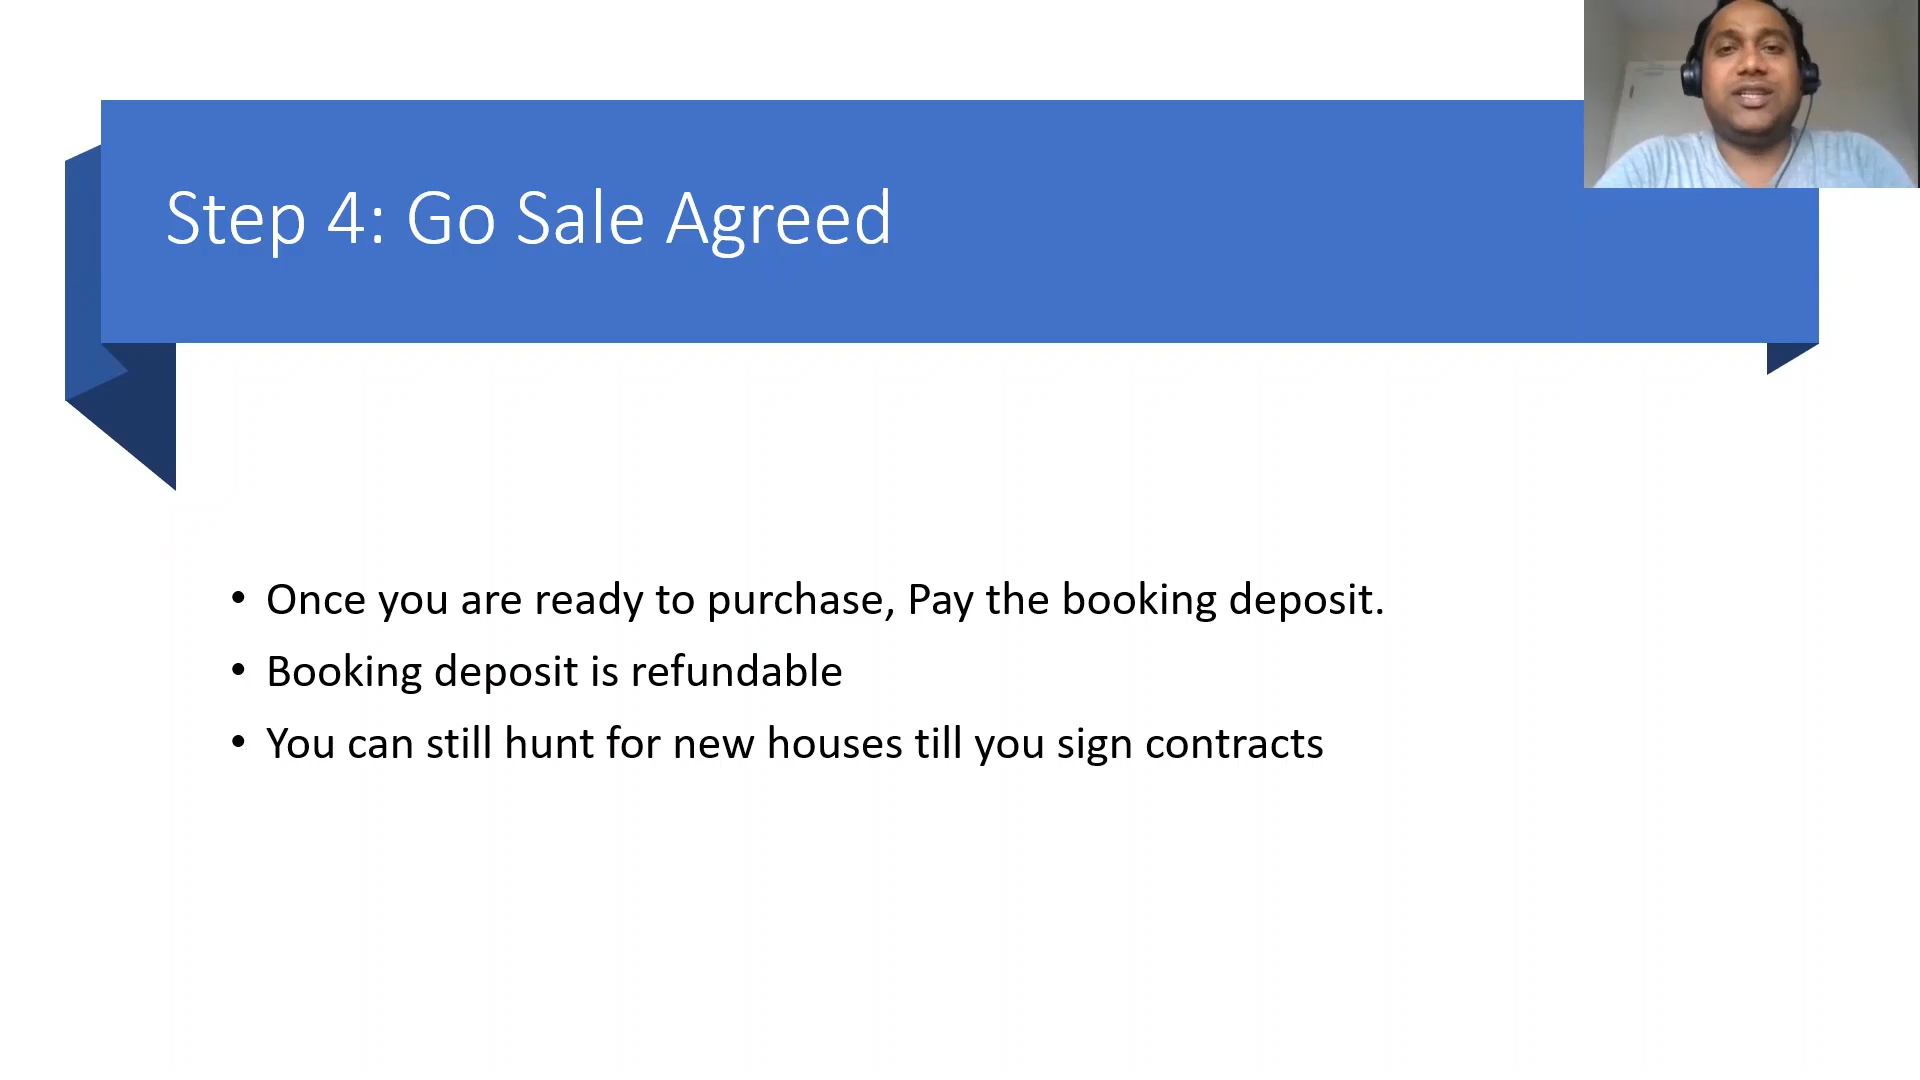 Step 4: Go Sale Agreed
• Once you are ready to purchase, Pay the booking deposit.
• Booking deposit is refundable
• You can still hunt for new houses till you sign contracts